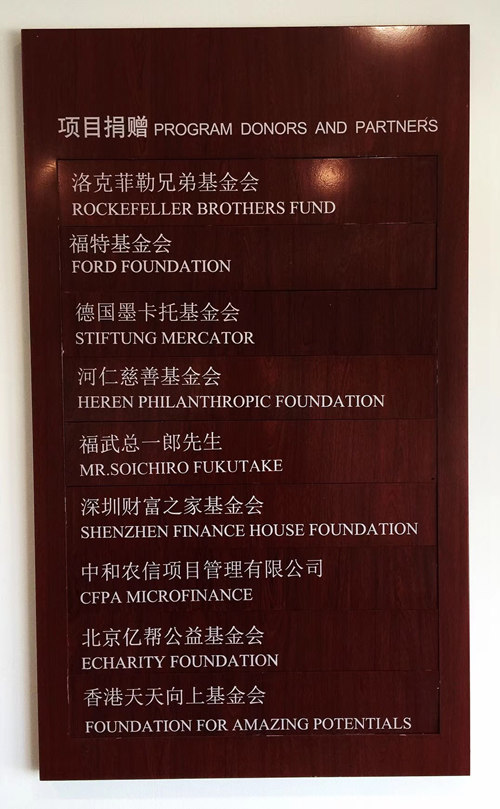 项目捐赠 PROGRAM DONORS AND PARTNERS
洛克菲勒兄弟基金会
ROCKEFELLER BROTHERS FUND
福特基金会
FORD FOUNDATION
德国墨卡托基金会
STIFTUNG MERCATOR
河仁慈善基金会
HEREN PHILANTHROPIC FOUNDATION
福武总一郎先生
MR.SOICHIRO FUKUTAKE
深圳财富之家基金会
SHENZHEN FINANCE HOUSE FOUNDATION
中和农信项目管理有限公司
CFPA MICROFINANCE
北京亿帮公益基金会
ECHARITY FOUNDATION
香港天天向上基金会
FOUNDATION FOR AMAZING POTENTIALS